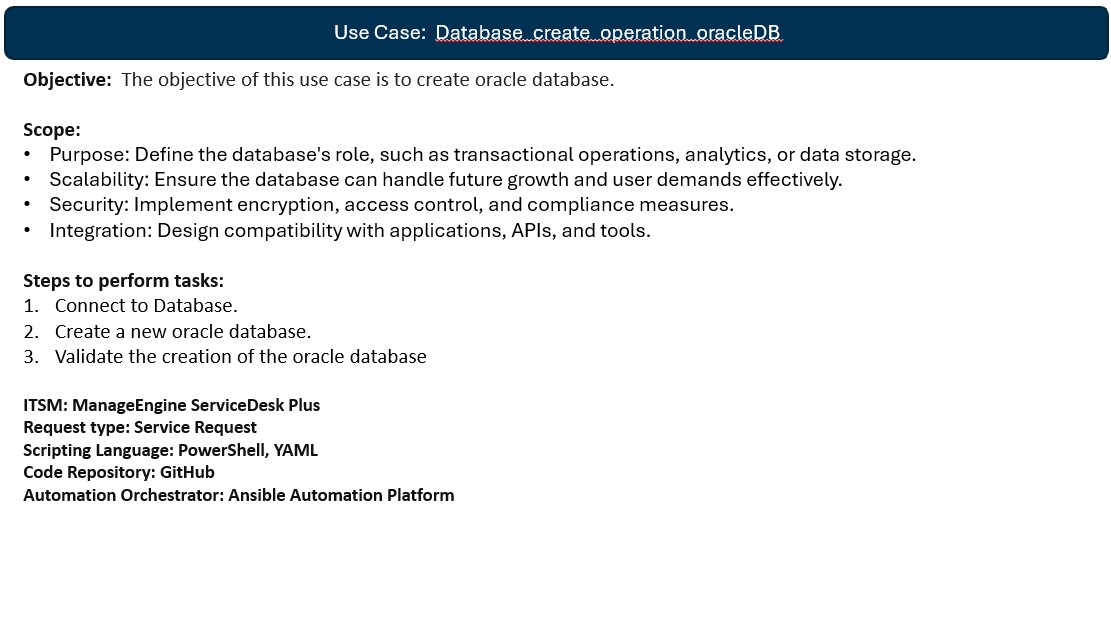 Use Case: Database_create_operation_oracleDB
Objective: The objective of this use case is to create oracle database.
Scope:
• Purpose: Define the database's role, such as transactional operations, analytics, or data storage.
• Scalability: Ensure the database can handle future growth and user demands effectively.
• Security: Implement encryption, access control, and compliance measures.
• Integration: Design compatibility with applications, APIs, and tools.
Steps to perform tasks:
1. Connect to Database.
2. Create a new oracle database.
3. Validate the creation of the oracle database
ITSM: ManageEngine ServiceDesk Plus
Request type: Service Request
Scripting Language: PowerShell, YAML
Code Repository: GitHub
Automation Orchestrator: Ansible Automation Platform